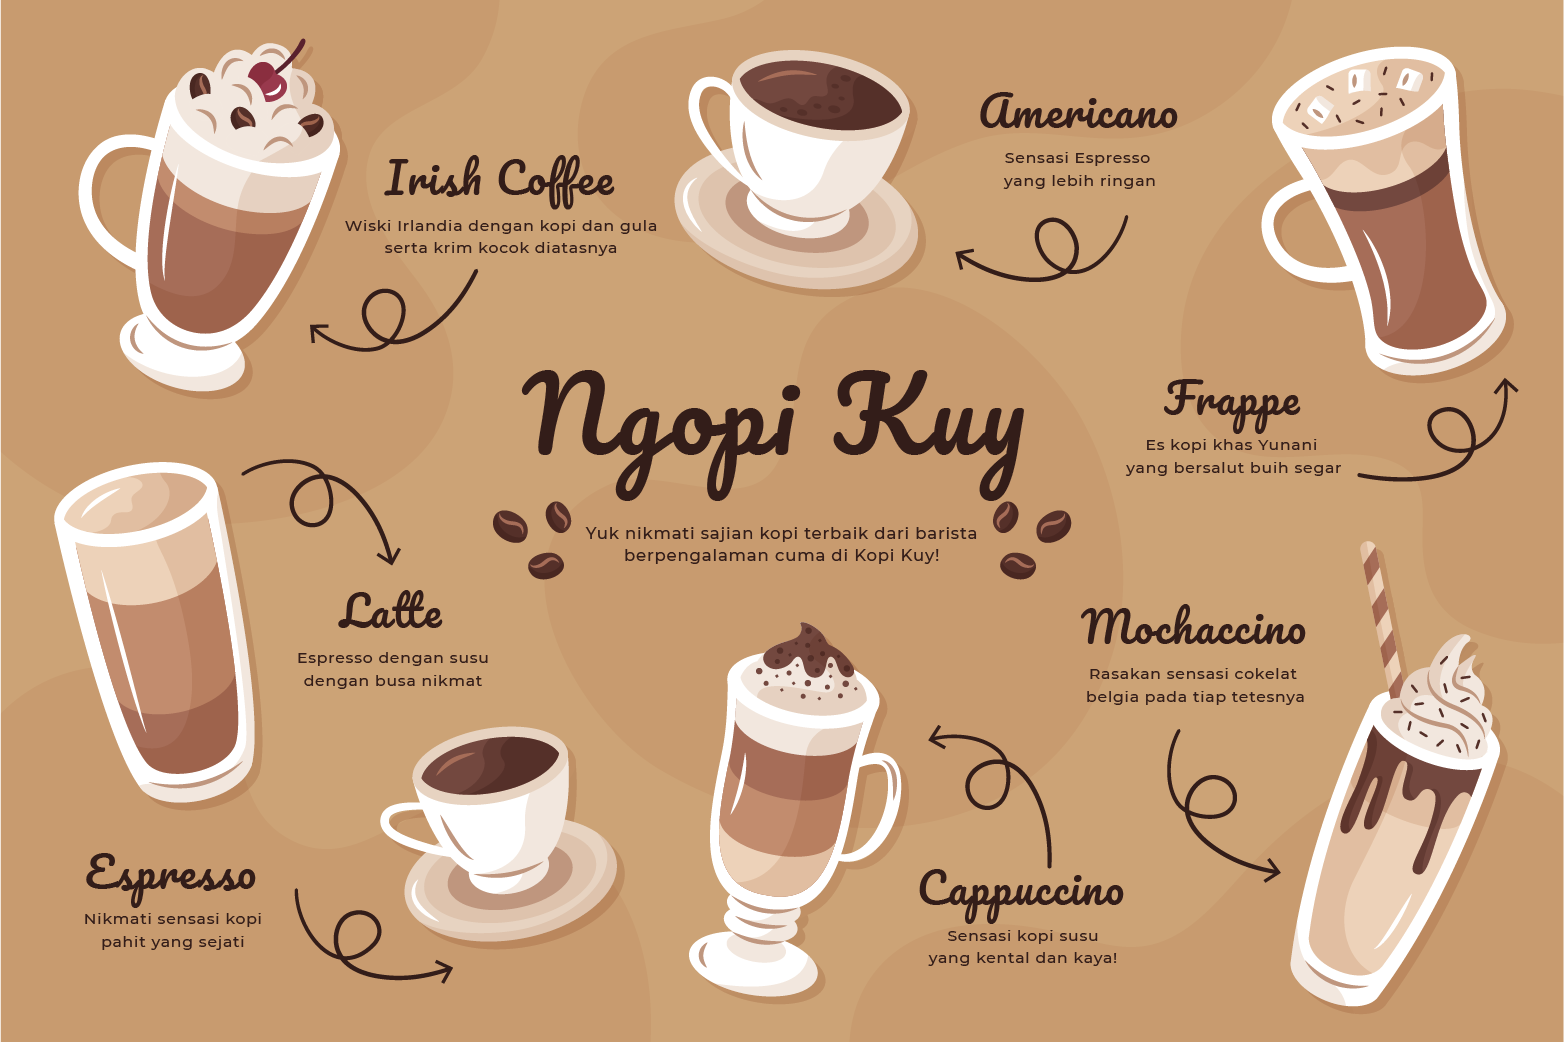 Irish Coffee
Wiski Irlandia dengan kopi dan gula
serta krim kocok diatasnya
Americano
Sensasi Espresso
yang lebih ringan
Frappe
Es kopi khas Yunani
yang bersalut buih segar
Ngopi Kuy
Yuk nikmati sajian kopi terbaik dari barista
berpengalaman cuma di Kopi Kuy!
Latte
Espresso dengan susu
dengan busa nikmat
Mochaccino
Rasakan sensasi cokelat
belgia pada tiap tetesnya
Espresso
Nikmati sensasi kopi
pahit yang sejati
Cappuccino
Sensasi kopi susu
yang kental dan kaya!